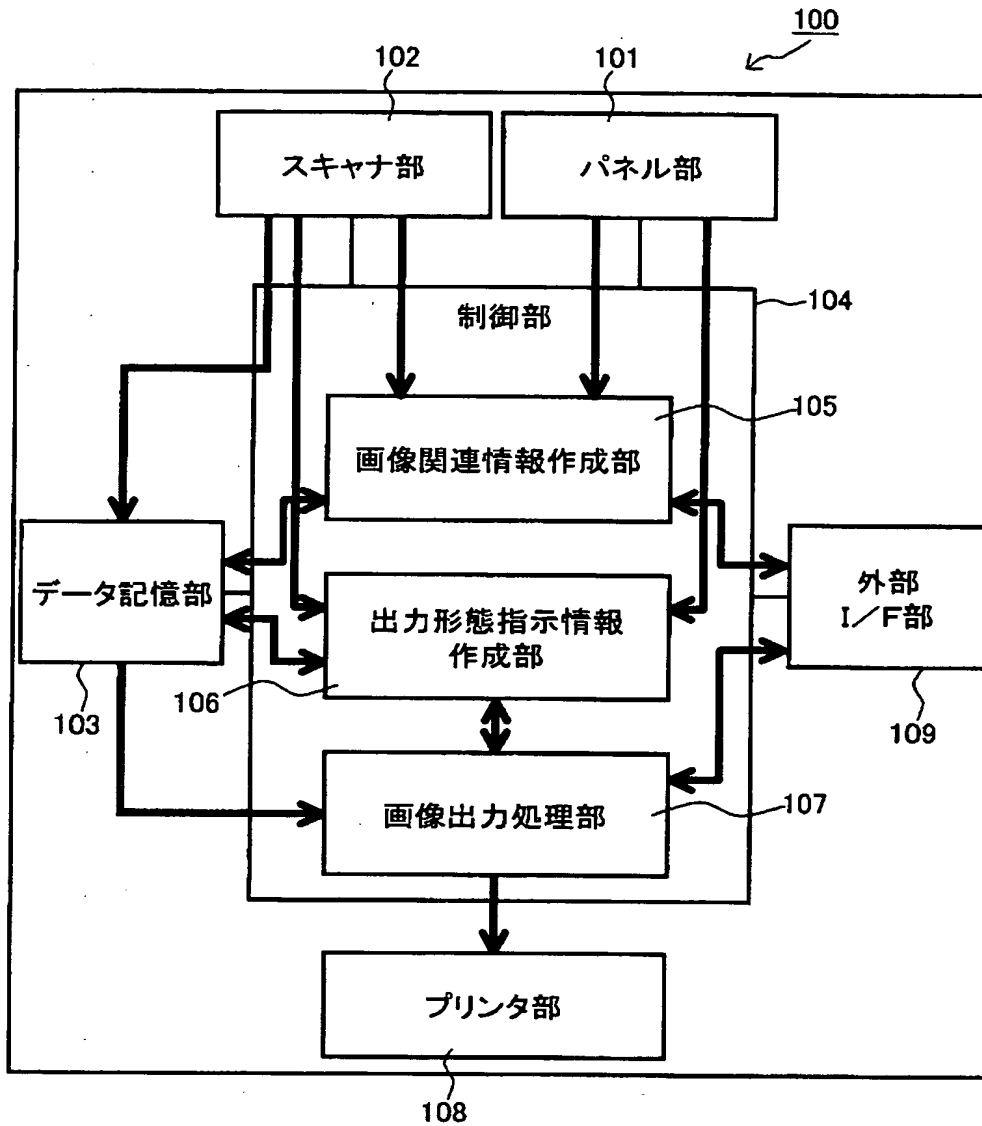 100
102
101
スキャナ部
パネル部
104
制御部
105
画像関連情報作成部
データ記憶部
外部
I/F部
出力形態指示情報
作成部
106
103
109
画像出力処理部
107
プリンタ部
108